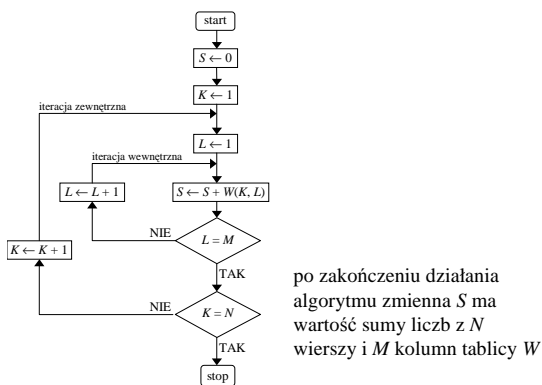 start
S ← 0
K ← 1
iteracja zewnętrzna
L ← 1
iteracja wewnętrzna
L ← L + 1
S ← S + W(K, L)
NIE
L = M
K ← K + 1
TAK
NIE
K = N
TAK
stop
po zakończeniu działania
algorytmu zmienna S ma
wartość sumy liczb z N
wierszy i M kolumn tablicy W